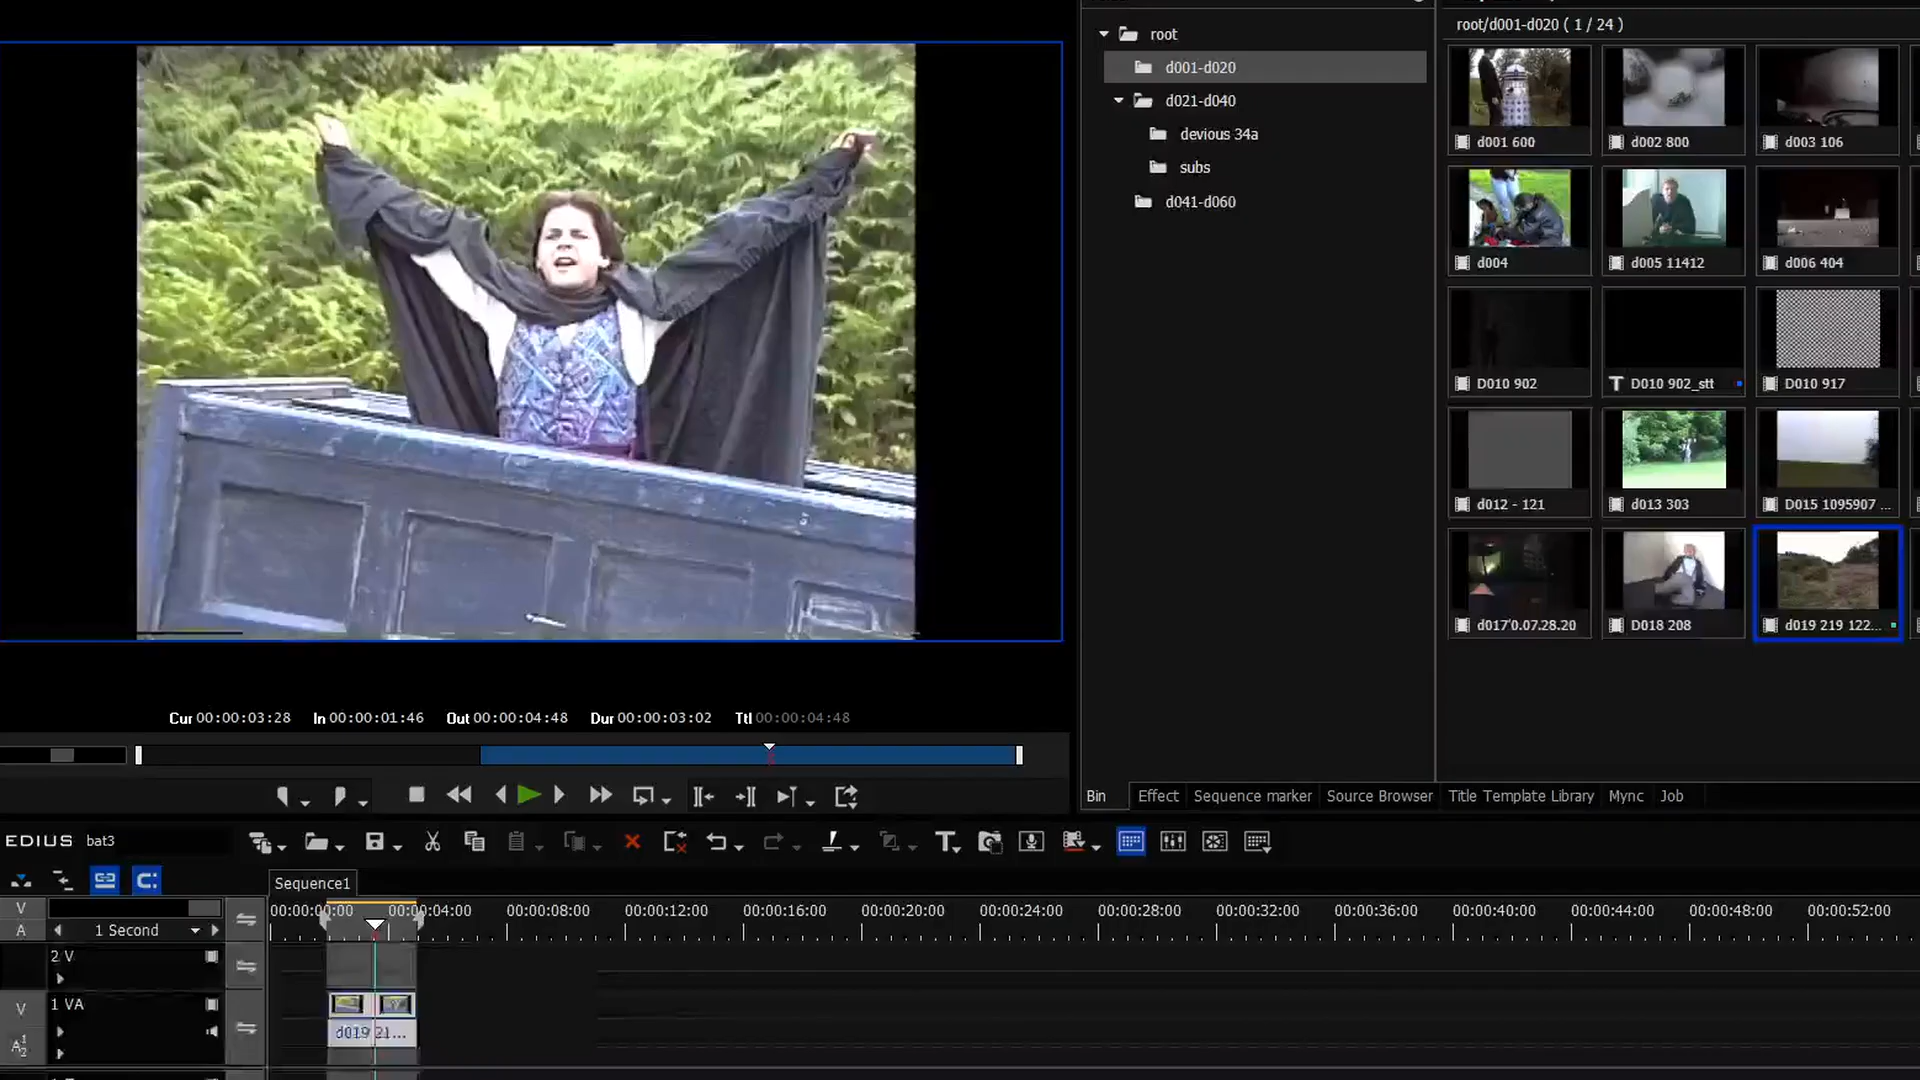 root/d001-d020 ( 1 / 24 )
root
d001-d020
d021-d040
devious 34a
subs
d041-d060
d001 600
d002 800
d003 106
d004
d005 11412
d006 404
D010 902
D010 902_stt
D010 917
d012 - 121
d013 303
D015 1095907 ...
d017'0.07.28.20
D018 208
d019 219 122...
Cur 00:00:03:28 In 00:00:01:46 Out 00:00:04:48 Dur 00:00:03:02 Ttl 00:00:04:48
Bin Effect Sequence marker Source Browser Title Template Library Mync Job
EDIUS bat3
Sequence1
V
A
1 Second
00:00:00:00 00:00:04:00 00:00:08:00 00:00:12:00 00:00:16:00 00:00:20:00 00:00:24:00 00:00:28:00 00:00:32:00 00:00:36:00 00:00:40:00 00:00:44:00 00:00:48:00 00:00:52:00
2 V
V
1 VA
A12
d019 21...